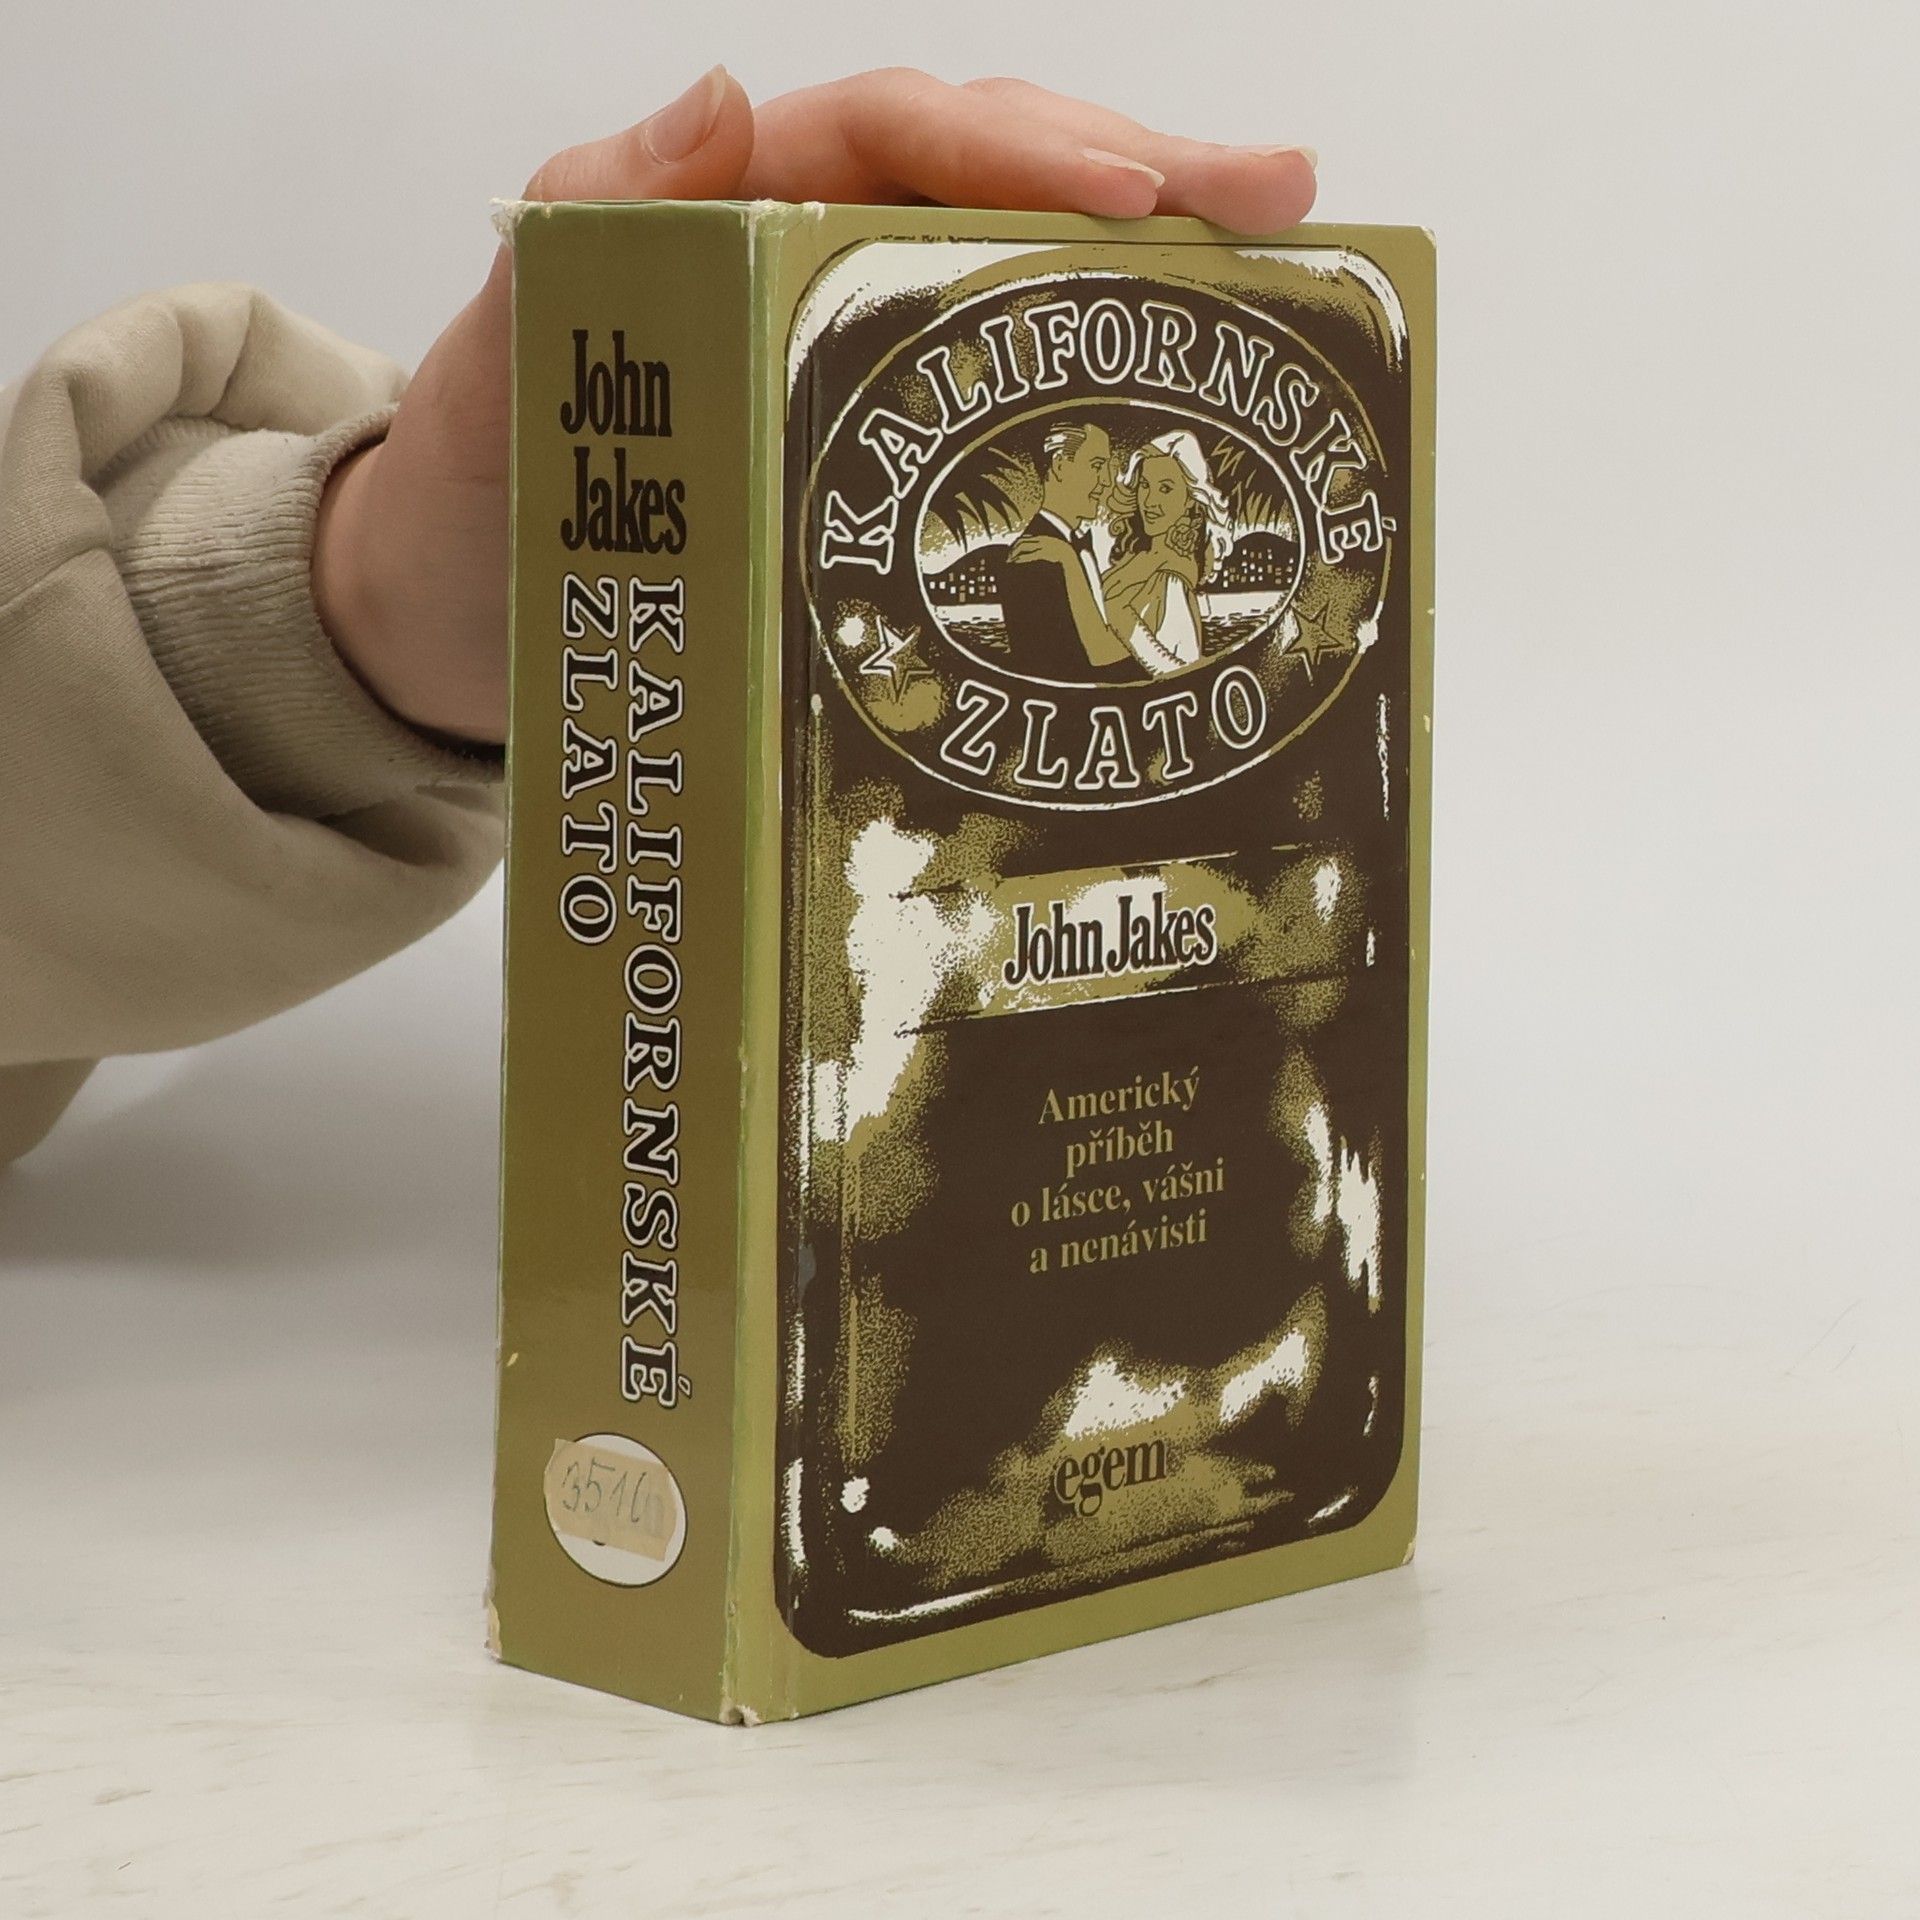 John
Jakes
KALIFORNSKÉ
ZLATO
KALIFORNSKÉ
ZLATO
John Jakes
Americký
příběh
o lásce, vášni
a nenávisti
egem